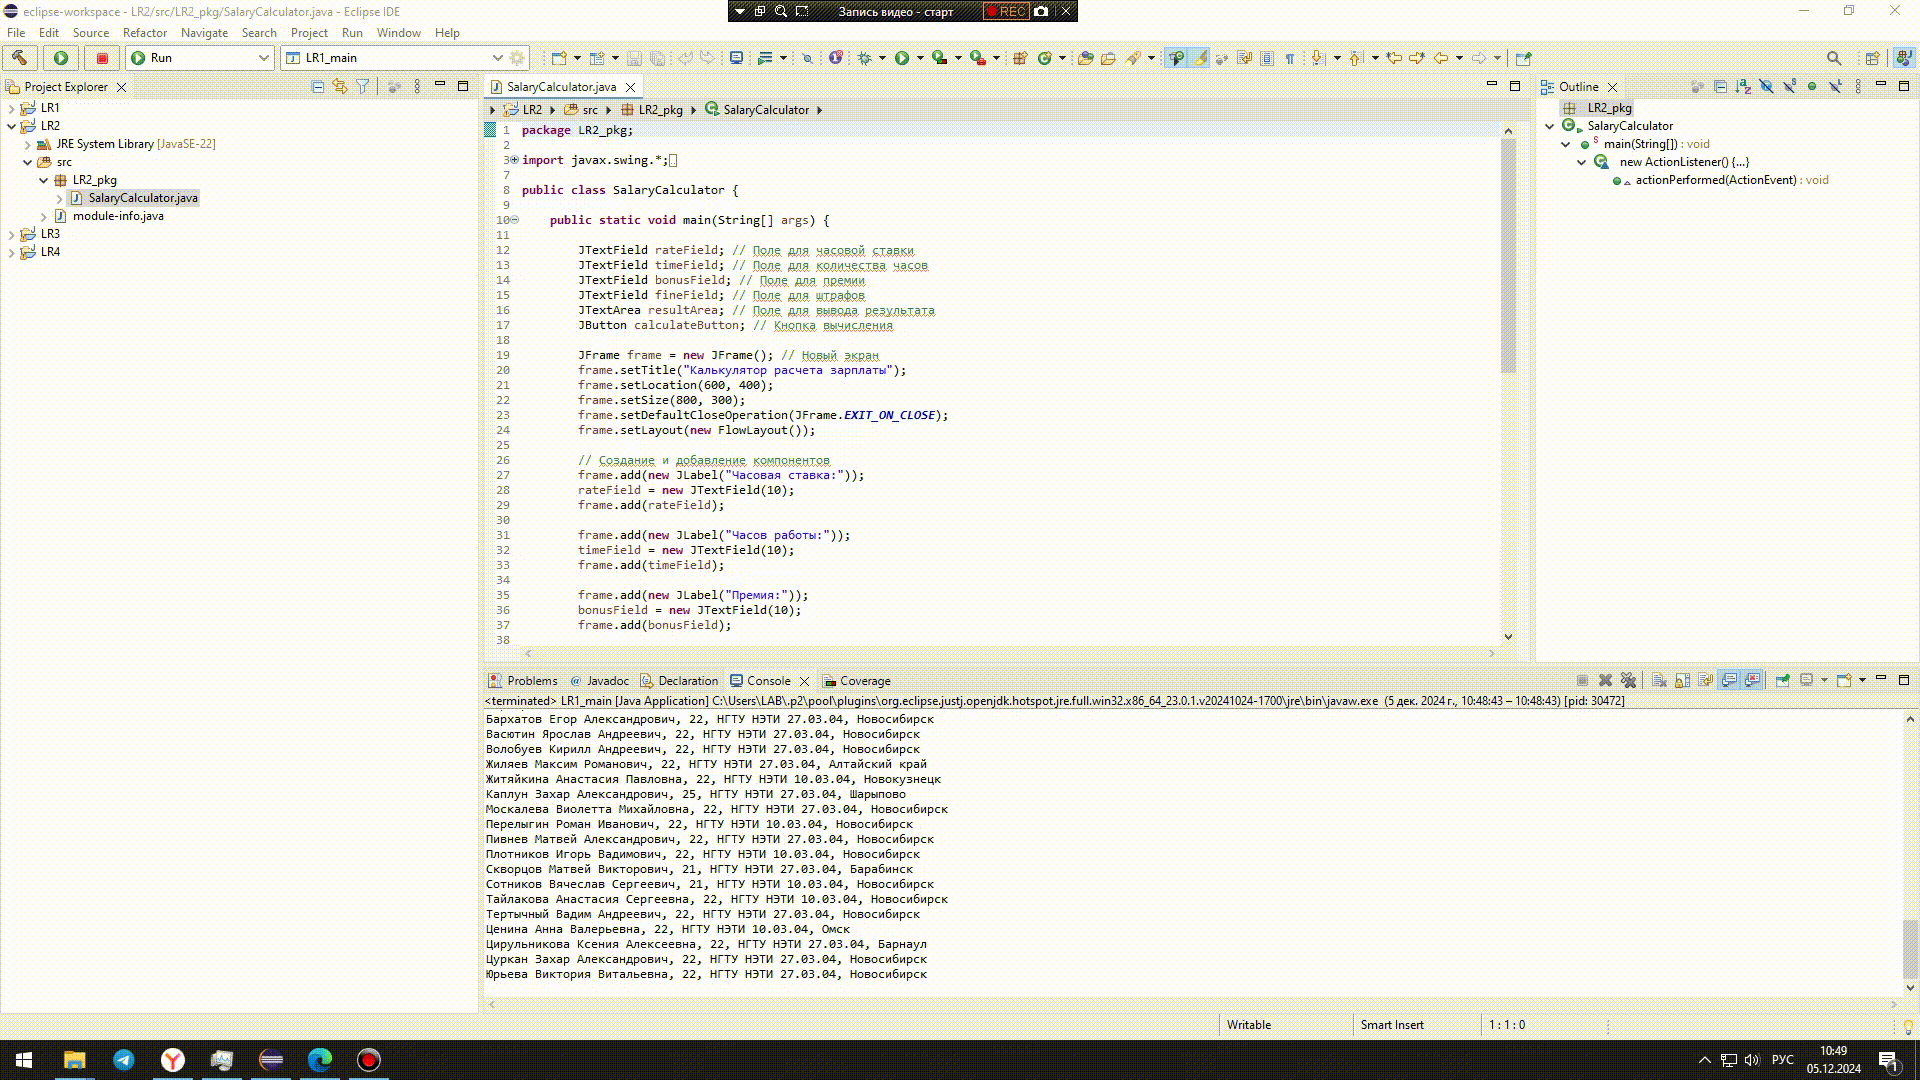 eclipse-workspace - LR2/src/LR2_pkg/SalaryCalculator.java - Eclipse IDE
Запись видео - старт
REC
File Edit Source Refactor Navigate Search Project Run Window Help
Run
LR1_main
Project Explorer
LR1
LR2
JRE System Library [JavaSE-22]
src
LR2_pkg
SalaryCalculator.java
module-info.java
LR3
LR4
SalaryCalculator.java
LR2 src LR2_pkg SalaryCalculator
1 package LR2_pkg;
2
3 import javax.swing.*;
7
8 public class SalaryCalculator {
9
10 public static void main(String[] args) {
11
12 JTextField rateField; // Поле для часовой ставки
13 JTextField timeField; // Поле для количества часов
14 JTextField bonusField; // Поле для премии
15 JTextField fineField; // Поле для штрафов
16 JTextArea resultArea; // Поле для вывода результата
17 JButton calculateButton; // Кнопка вычисления
18
19 JFrame frame = new JFrame(); // Новый экран
20 frame.setTitle("Калькулятор расчета зарплаты");
21 frame.setLocation(600, 400);
22 frame.setSize(800, 300);
23 frame.setDefaultCloseOperation(JFrame.EXIT_ON_CLOSE);
24 frame.setLayout(new FlowLayout());
25
26 // Создание и добавление компонентов
27 frame.add(new JLabel("Часовая ставка:"));
28 rateField = new JTextField(10);
29 frame.add(rateField);
30
31 frame.add(new JLabel("Часов работы:"));
32 timeField = new JTextField(10);
33 frame.add(timeField);
34
35 frame.add(new JLabel("Премия:"));
36 bonusField = new JTextField(10);
37 frame.add(bonusField);
38
Outline
LR2_pkg
SalaryCalculator
main(String[]) : void
new ActionListener() {...}
actionPerformed(ActionEvent) : void
Problems Javadoc Declaration Console Coverage
<terminated> LR1_main [Java Application] C:\Users\LAB\.p2\pool\plugins\org.eclipse.justj.openjdk.hotspot.jre.full.win32.x86_64_23.0.1.v20241024-1700\jre\bin\javaw.exe (5 дек. 2024 г., 10:48:43 – 10:48:43) [pid: 30472]
Бархатов Егор Александрович, 22, НГТУ НЭТИ 27.03.04, Новосибирск
Васютин Ярослав Андреевич, 22, НГТУ НЭТИ 27.03.04, Новосибирск
Волобуев Кирилл Андреевич, 22, НГТУ НЭТИ 27.03.04, Новосибирск
Жиляев Максим Романович, 22, НГТУ НЭТИ 27.03.04, Алтайский край
Житяйкина Анастасия Павловна, 22, НГТУ НЭТИ 10.03.04, Новокузнецк
Каплун Захар Александрович, 25, НГТУ НЭТИ 27.03.04, Шарыпово
Москалева Виолетта Михайловна, 22, НГТУ НЭТИ 27.03.04, Новосибирск
Перелыгин Роман Иванович, 22, НГТУ НЭТИ 10.03.04, Новосибирск
Пивнев Матвей Александрович, 22, НГТУ НЭТИ 27.03.04, Новосибирск
Плотников Игорь Вадимович, 22, НГТУ НЭТИ 10.03.04, Новосибирск
Скворцов Матвей Викторович, 21, НГТУ НЭТИ 27.03.04, Барабинск
Сотников Вячеслав Сергеевич, 21, НГТУ НЭТИ 10.03.04, Новосибирск
Тайлакова Анастасия Сергеевна, 22, НГТУ НЭТИ 10.03.04, Новосибирск
Тертычный Вадим Андреевич, 22, НГТУ НЭТИ 27.03.04, Новосибирск
Ценина Анна Валерьевна, 22, НГТУ НЭТИ 10.03.04, Омск
Цирульникова Ксения Алексеевна, 22, НГТУ НЭТИ 27.03.04, Барнаул
Цуркан Захар Александрович, 22, НГТУ НЭТИ 27.03.04, Новосибирск
Юрьева Виктория Витальевна, 22, НГТУ НЭТИ 27.03.04, Новосибирск
Writable Smart Insert 1 : 1 : 0
РУС
10:49
05.12.2024
1